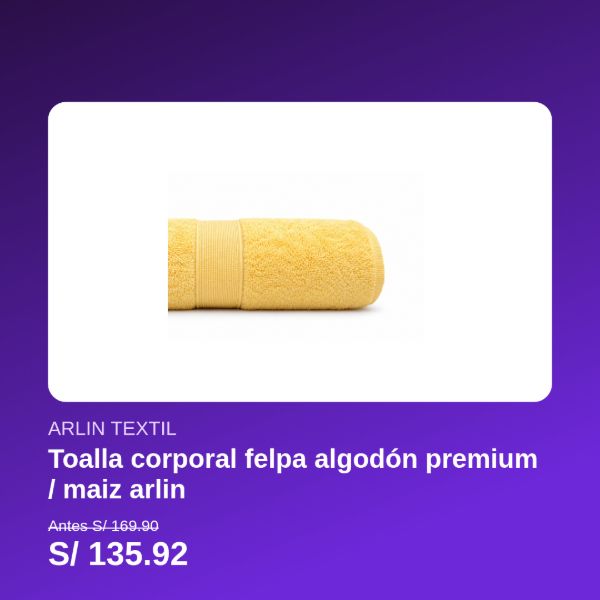 ARLIN TEXTIL
Toalla corporal felpa algodón premium
/ maiz arlin
Antes S/ 169.90
S/ 135.92